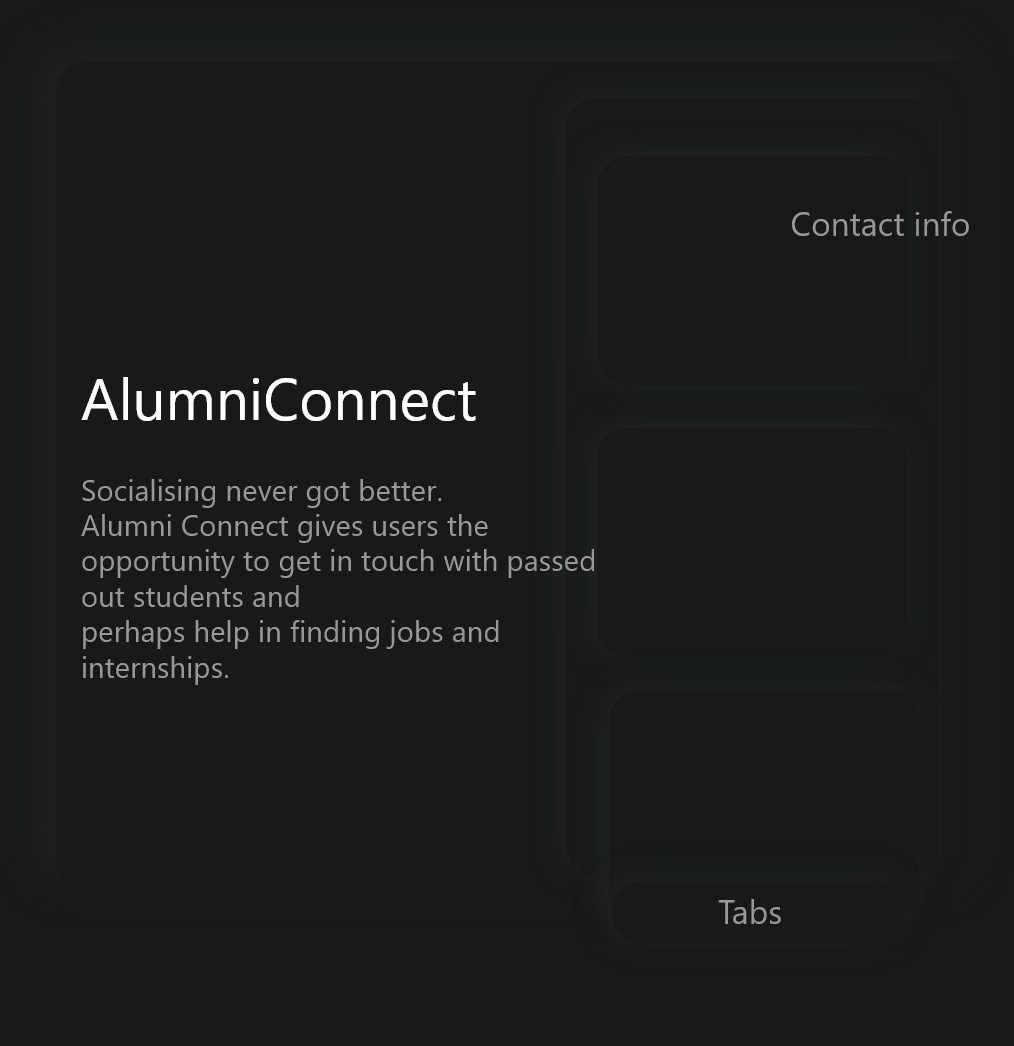 Contact info
AlumniConnect
Socialising never got better.
Alumni Connect gives users the
opportunity to get in touch with passed
out students and
perhaps help in finding jobs and
internships.
Tabs